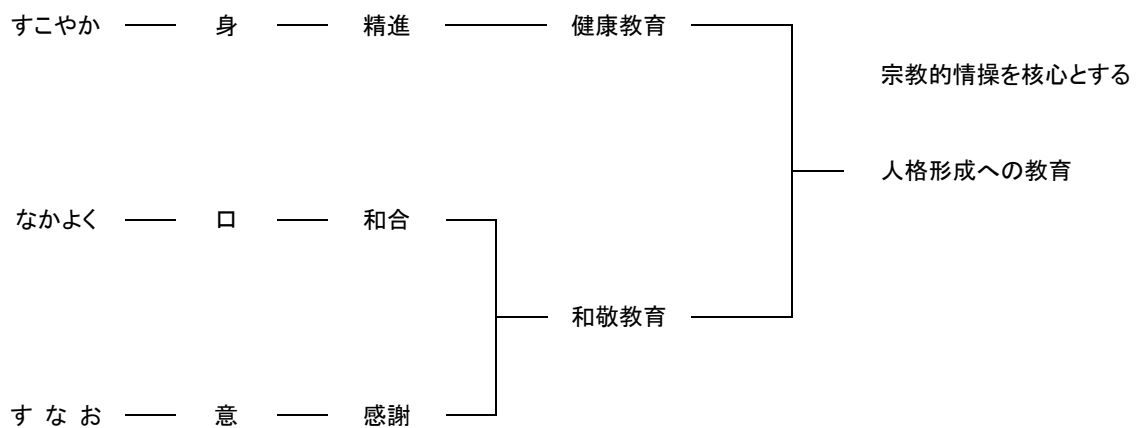 すこやか 身 精進 健康教育
宗教的情操を核心とする
人格形成への教育
なかよく 口 和合
和敬教育
す な お 意 感謝